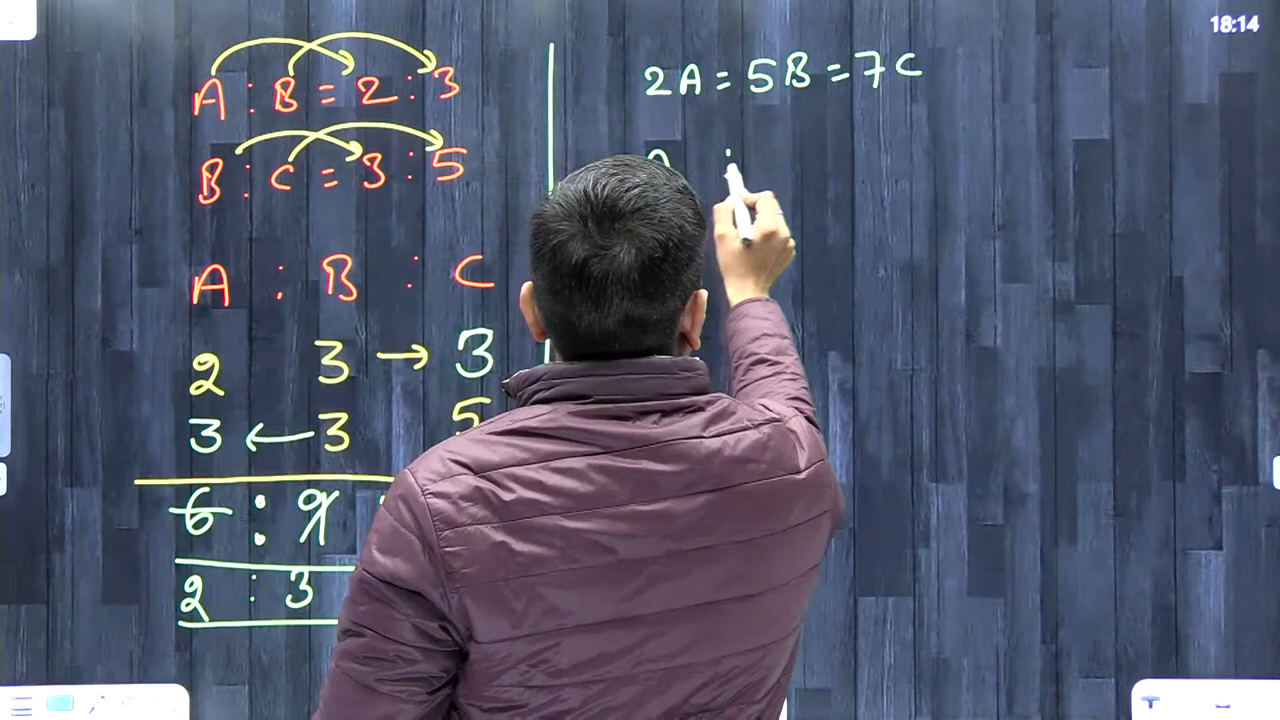 18:14
A : B = 2 : 3
B : C = 3 : 5
A : B : C
2 3 → 3
3 ← 3 5
6 : 9 :
2 : 3
2A = 5B = 7C
A :